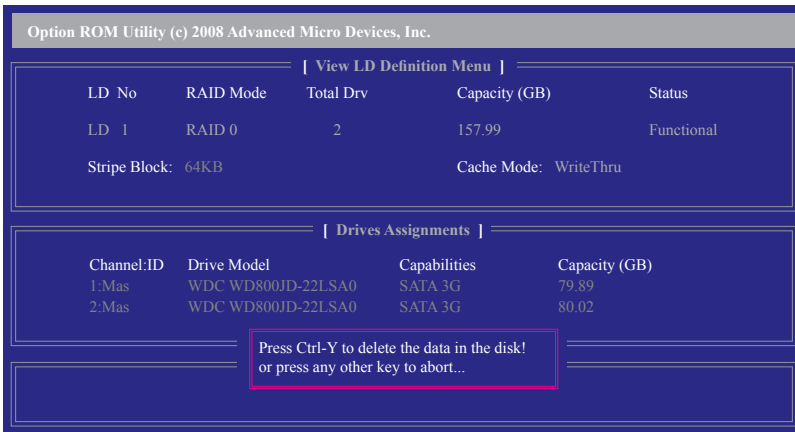 Option ROM Utility (c) 2008 Advanced Micro Devices, Inc.
[ View LD Definition Menu ]
LD No RAID Mode Total Drv Capacity (GB) Status
LD 1 RAID 0 2 157.99 Functional
Stripe Block: 64KB Cache Mode: WriteThru
[ Drives Assignments ]
Channel:ID Drive Model Capabilities Capacity (GB)
1:Mas WDC WD800JD-22LSA0 SATA 3G 79.89
2:Mas WDC WD800JD-22LSA0 SATA 3G 80.02
Press Ctrl-Y to delete the data in the disk!
or press any other key to abort...